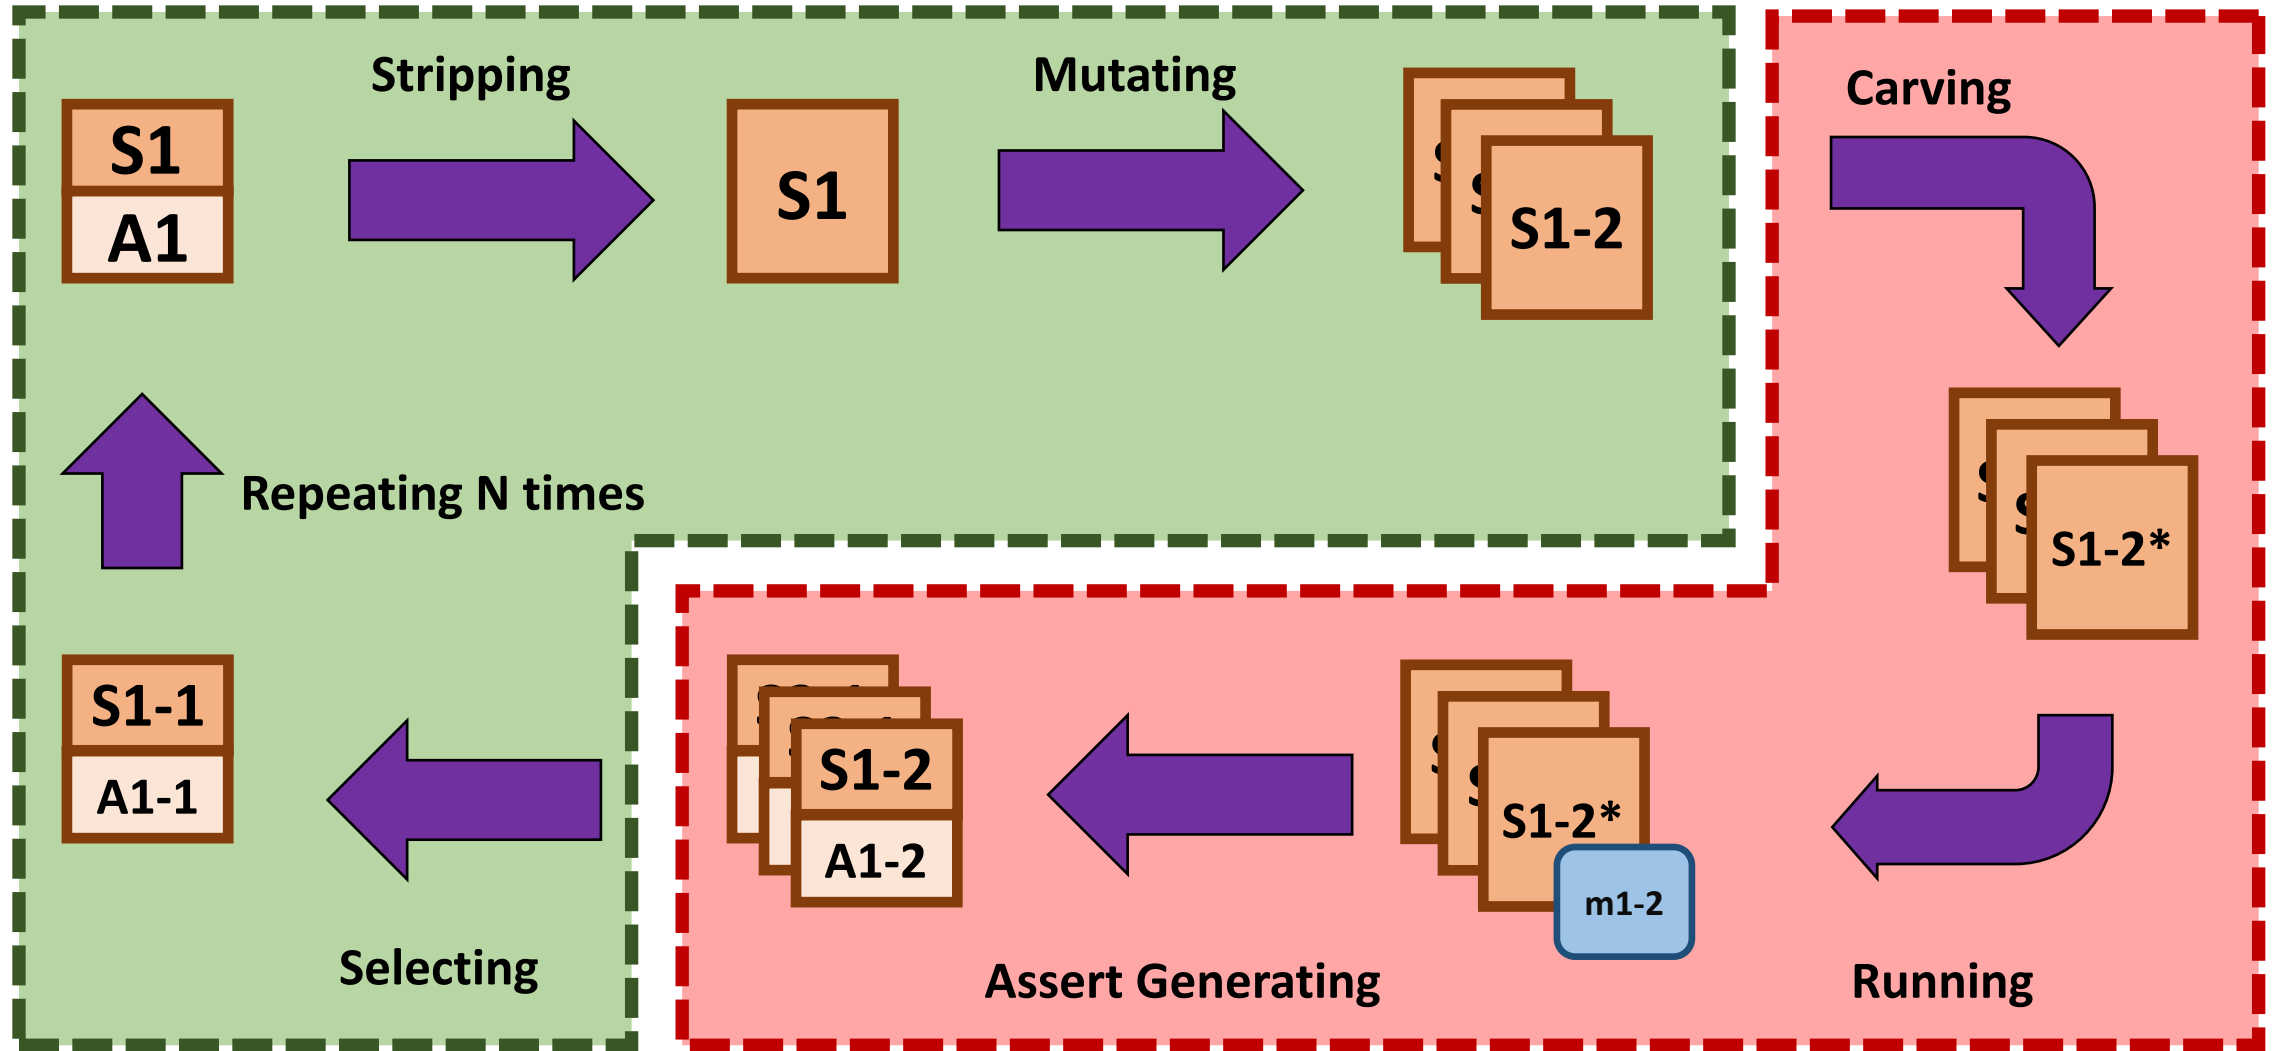 Stripping
Mutating
Carving
S1
A1
S1
S1-2
Repeating N times
S1-2*
S1-1
A1-1
S1-2
A1-2
S1-2*
m1-2
Selecting
Assert Generating
Running